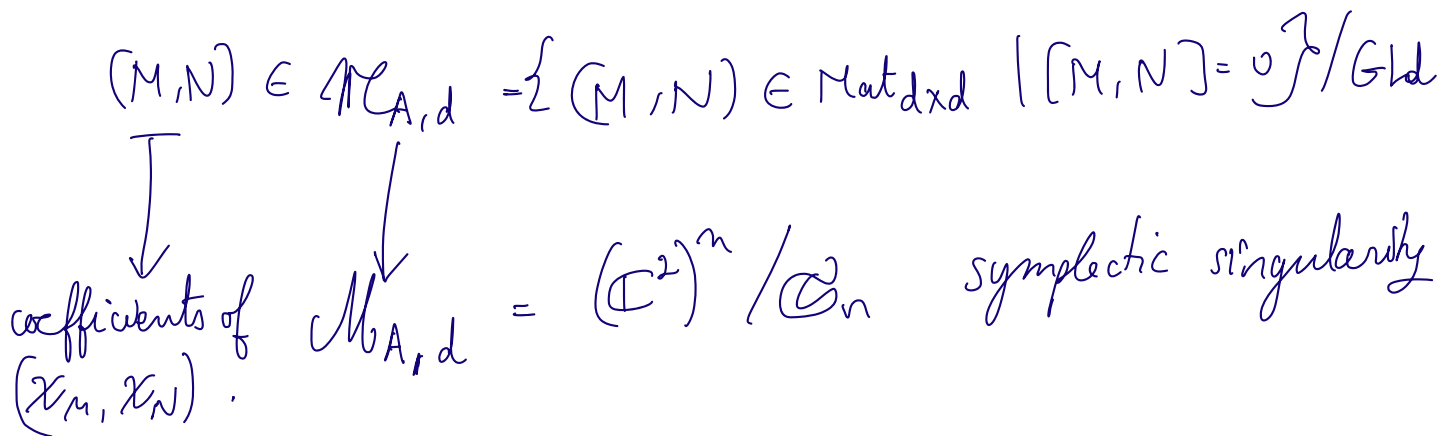 (M,N) ∈ 𝔐_{A,d} = { (M,N) ∈ Mat_{d×d} | [M,N] = 0 } / GL_d
coefficients of ℳ_{A,d} = (ℂ²)ⁿ / 𝔖_n symplectic singularity
(χ_M, χ_N).